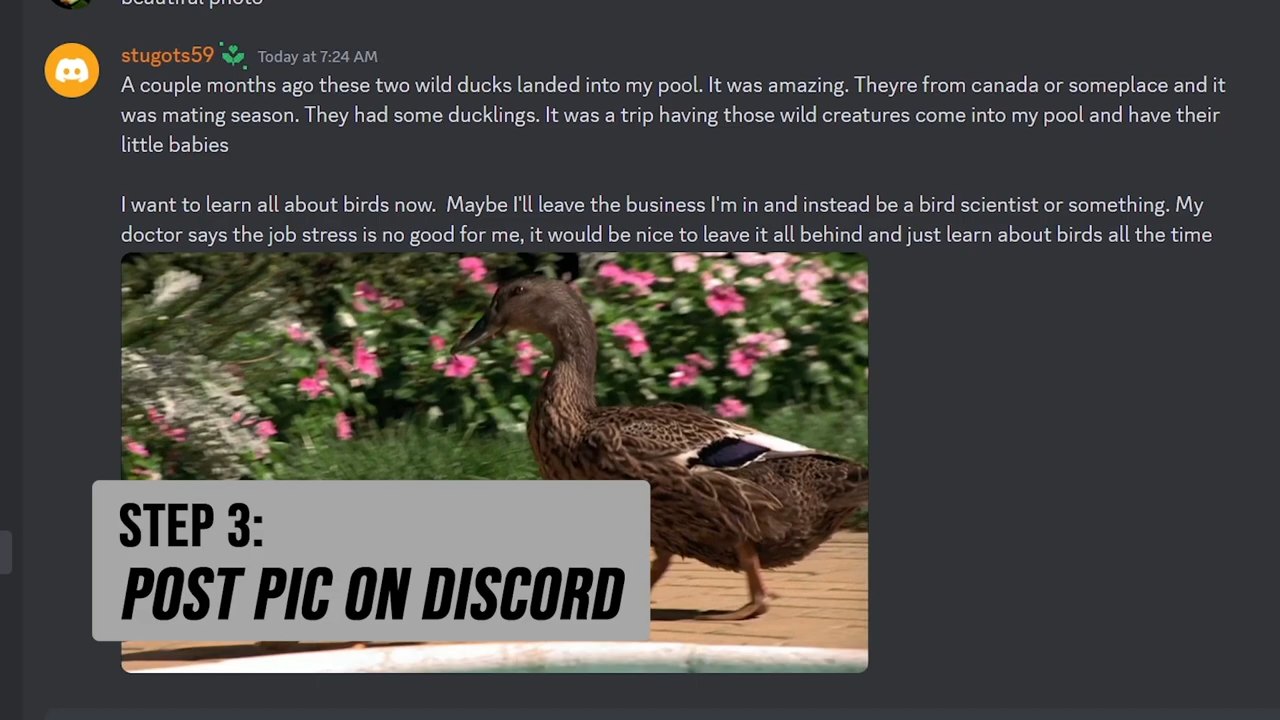 beautiful photo
stugots59 Today at 7:24 AM
A couple months ago these two wild ducks landed into my pool. It was amazing. Theyre from canada or someplace and it
was mating season. They had some ducklings. It was a trip having those wild creatures come into my pool and have their
little babies
I want to learn all about birds now.  Maybe I'll leave the business I'm in and instead be a bird scientist or something. My
doctor says the job stress is no good for me, it would be nice to leave it all behind and just learn about birds all the time
STEP 3:
POST PIC ON DISCORD